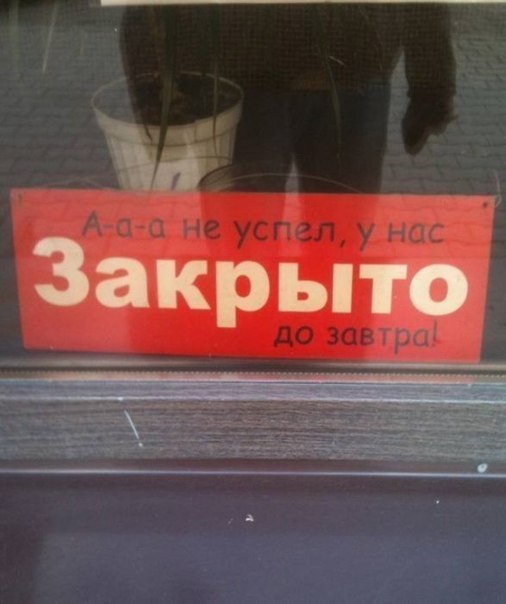 А-а-а не успел, у нас
Закрыто
до завтра!